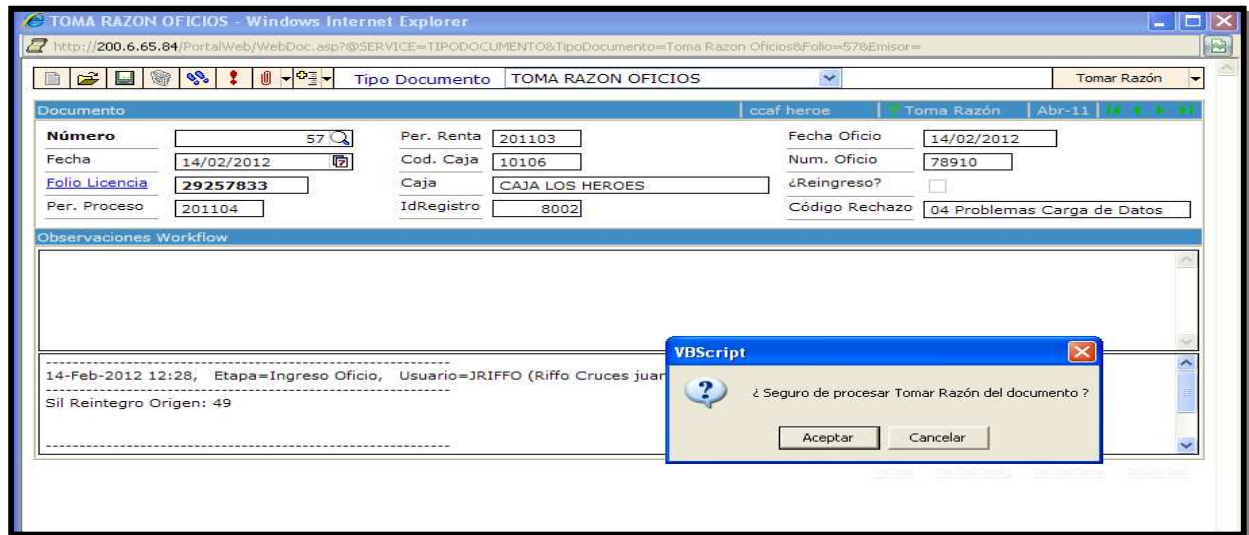 TOMA RAZON OFICIOS - Windows Internet Explorer
http://200.6.65.84/PortalWeb/WebDoc.asp?@SERVICE=TIPODOCUMENTO&TipoDocumento=Toma Razon Oficios&Folio=57&Emisor=
Tipo Documento TOMA RAZON OFICIOS Tomar Razón
Documento ccaf heroe Toma Razón Abr-11
Número 57 Per. Renta 201103 Fecha Oficio 14/02/2012
Fecha 14/02/2012 Cod. Caja 10106 Num. Oficio 78910
Folio Licencia 29257833 Caja CAJA LOS HEROES ¿Reingreso?
Per. Proceso 201104 IdRegistro 8002 Código Rechazo 04 Problemas Carga de Datos
Observaciones Workflow
VBScript
¿ Seguro de procesar Tomar Razón del documento ?
Aceptar Cancelar
--------------------------------------------------
14-Feb-2012 12:28, Etapa=Ingreso Oficio, Usuario=JRIFFO (Riffo Cruces juan
--------------------------------------------------
Sil Reintegro Origen: 49
--------------------------------------------------